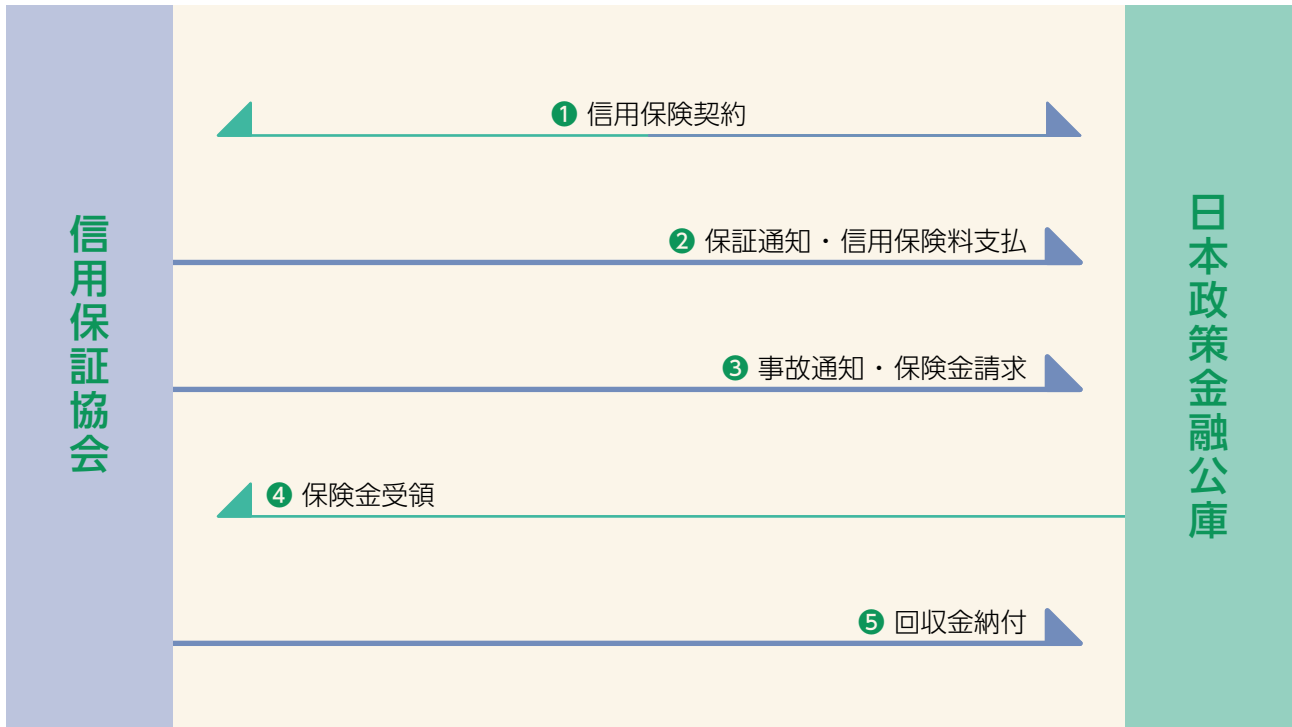 信用保証協会
❶ 信用保険契約
❷ 保証通知・信用保険料支払
❸ 事故通知・保険金請求
❹ 保険金受領
❺ 回収金納付
日本政策金融公庫